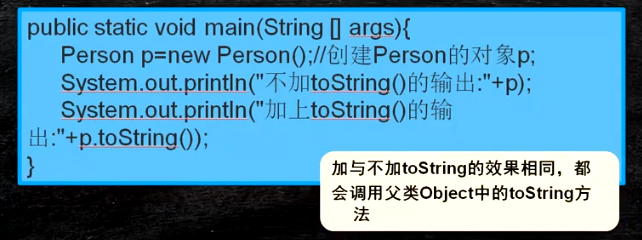 public static void main(String [] args){
Person p=new Person();//创建Person的对象p;
System.out.println("不加toString()的输出:"+p);
System.out.println("加上toString()的输
出:"+p.toString());
}
加与不加toString的效果相同，都
会调用父类Object中的toString方
法